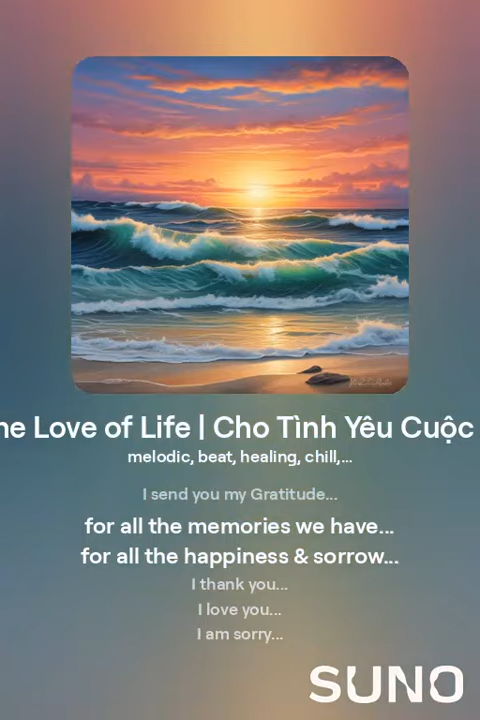 ne Love of Life | Cho Tình Yêu Cuộc
melodic, beat, healing, chill,...
I send you my Gratitude...
for all the memories we have...
for all the happiness & sorrow...
I thank you...
I love you...
I am sorry...
SUNO